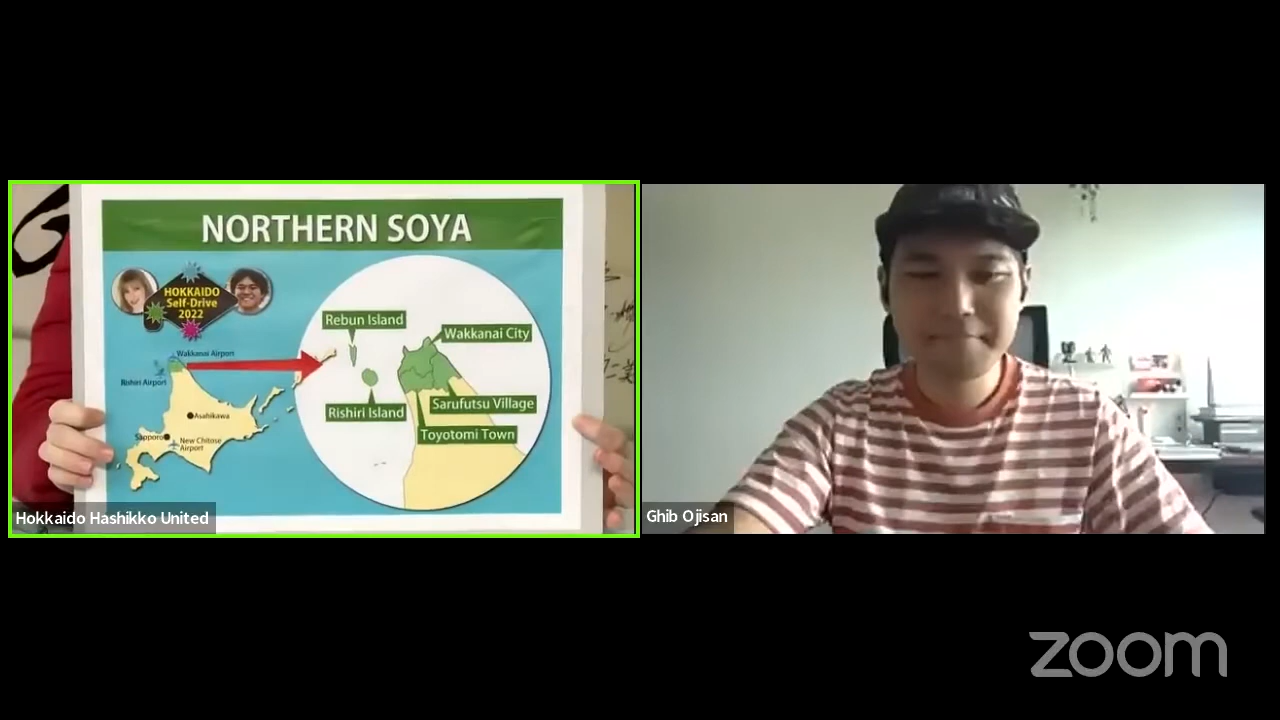 NORTHERN SOYA
HOKKAIDO
Self-Drive
2022
Rebun Island
Wakkanai City
Wakkanai Airport
Rishiri Airport
Rishiri Island
Sarufutsu Village
Asahikawa
Toyotomi Town
Sapporo
New Chitose
Airport
Hokkaido Hashikko United
Ghib Ojisan
zoom